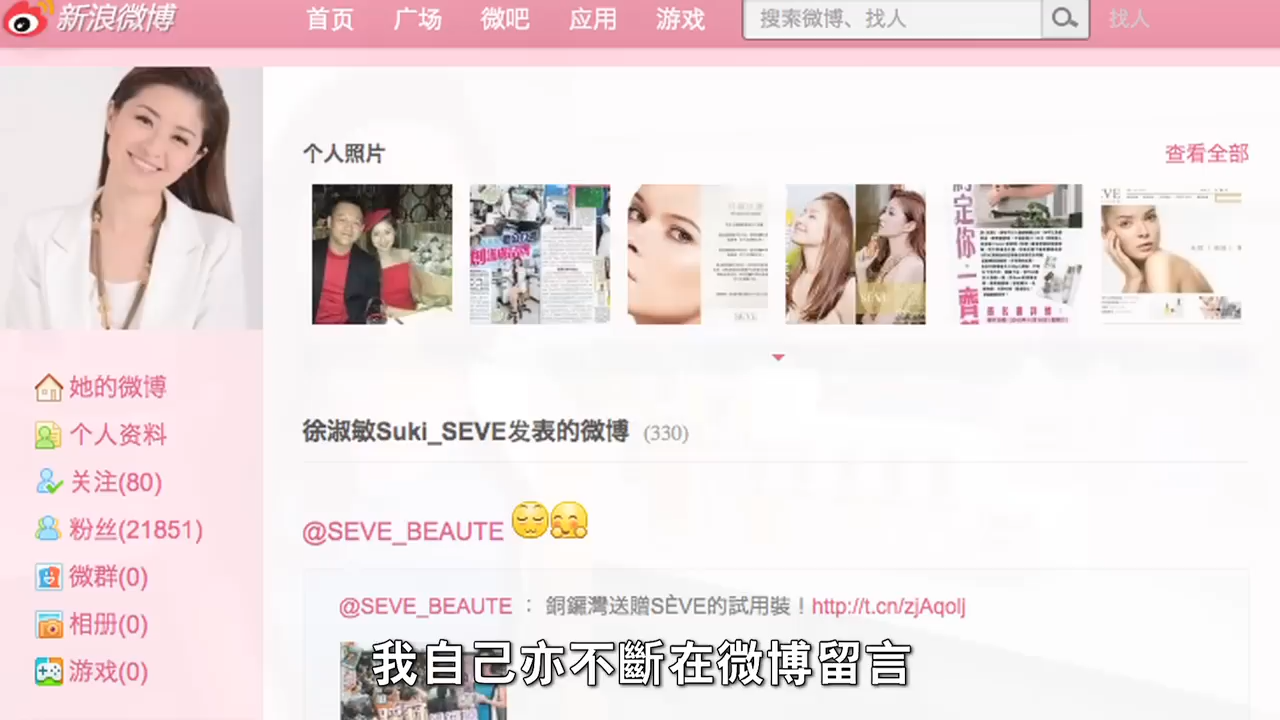 新浪微博
首页 广场 微吧 应用 游戏
搜索微博、找人
找人
个人照片 查看全部
SEVE
她的微博
个人资料
关注(80)
粉丝(21851)
微群(0)
相册(0)
游戏(0)
徐淑敏Suki_SEVE发表的微博 (330)
@SEVE_BEAUTE
@SEVE_BEAUTE : 銅鑼灣送贈SÈVE的試用裝！http://t.cn/zjAqolj
我自己亦不斷在微博留言